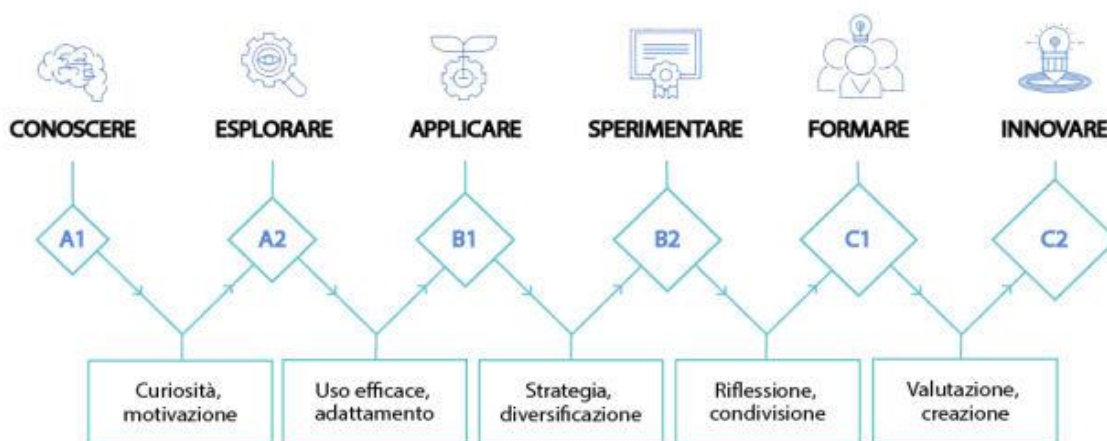 CONOSCERE
ESPLORARE
APPLICARE
SPERIMENTARE
FORMARE
INNOVARE
A1
A2
B1
B2
C1
C2
Curiosità,
motivazione
Uso efficace,
adattamento
Strategia,
diversificazione
Riflessione,
condivisione
Valutazione,
creazione